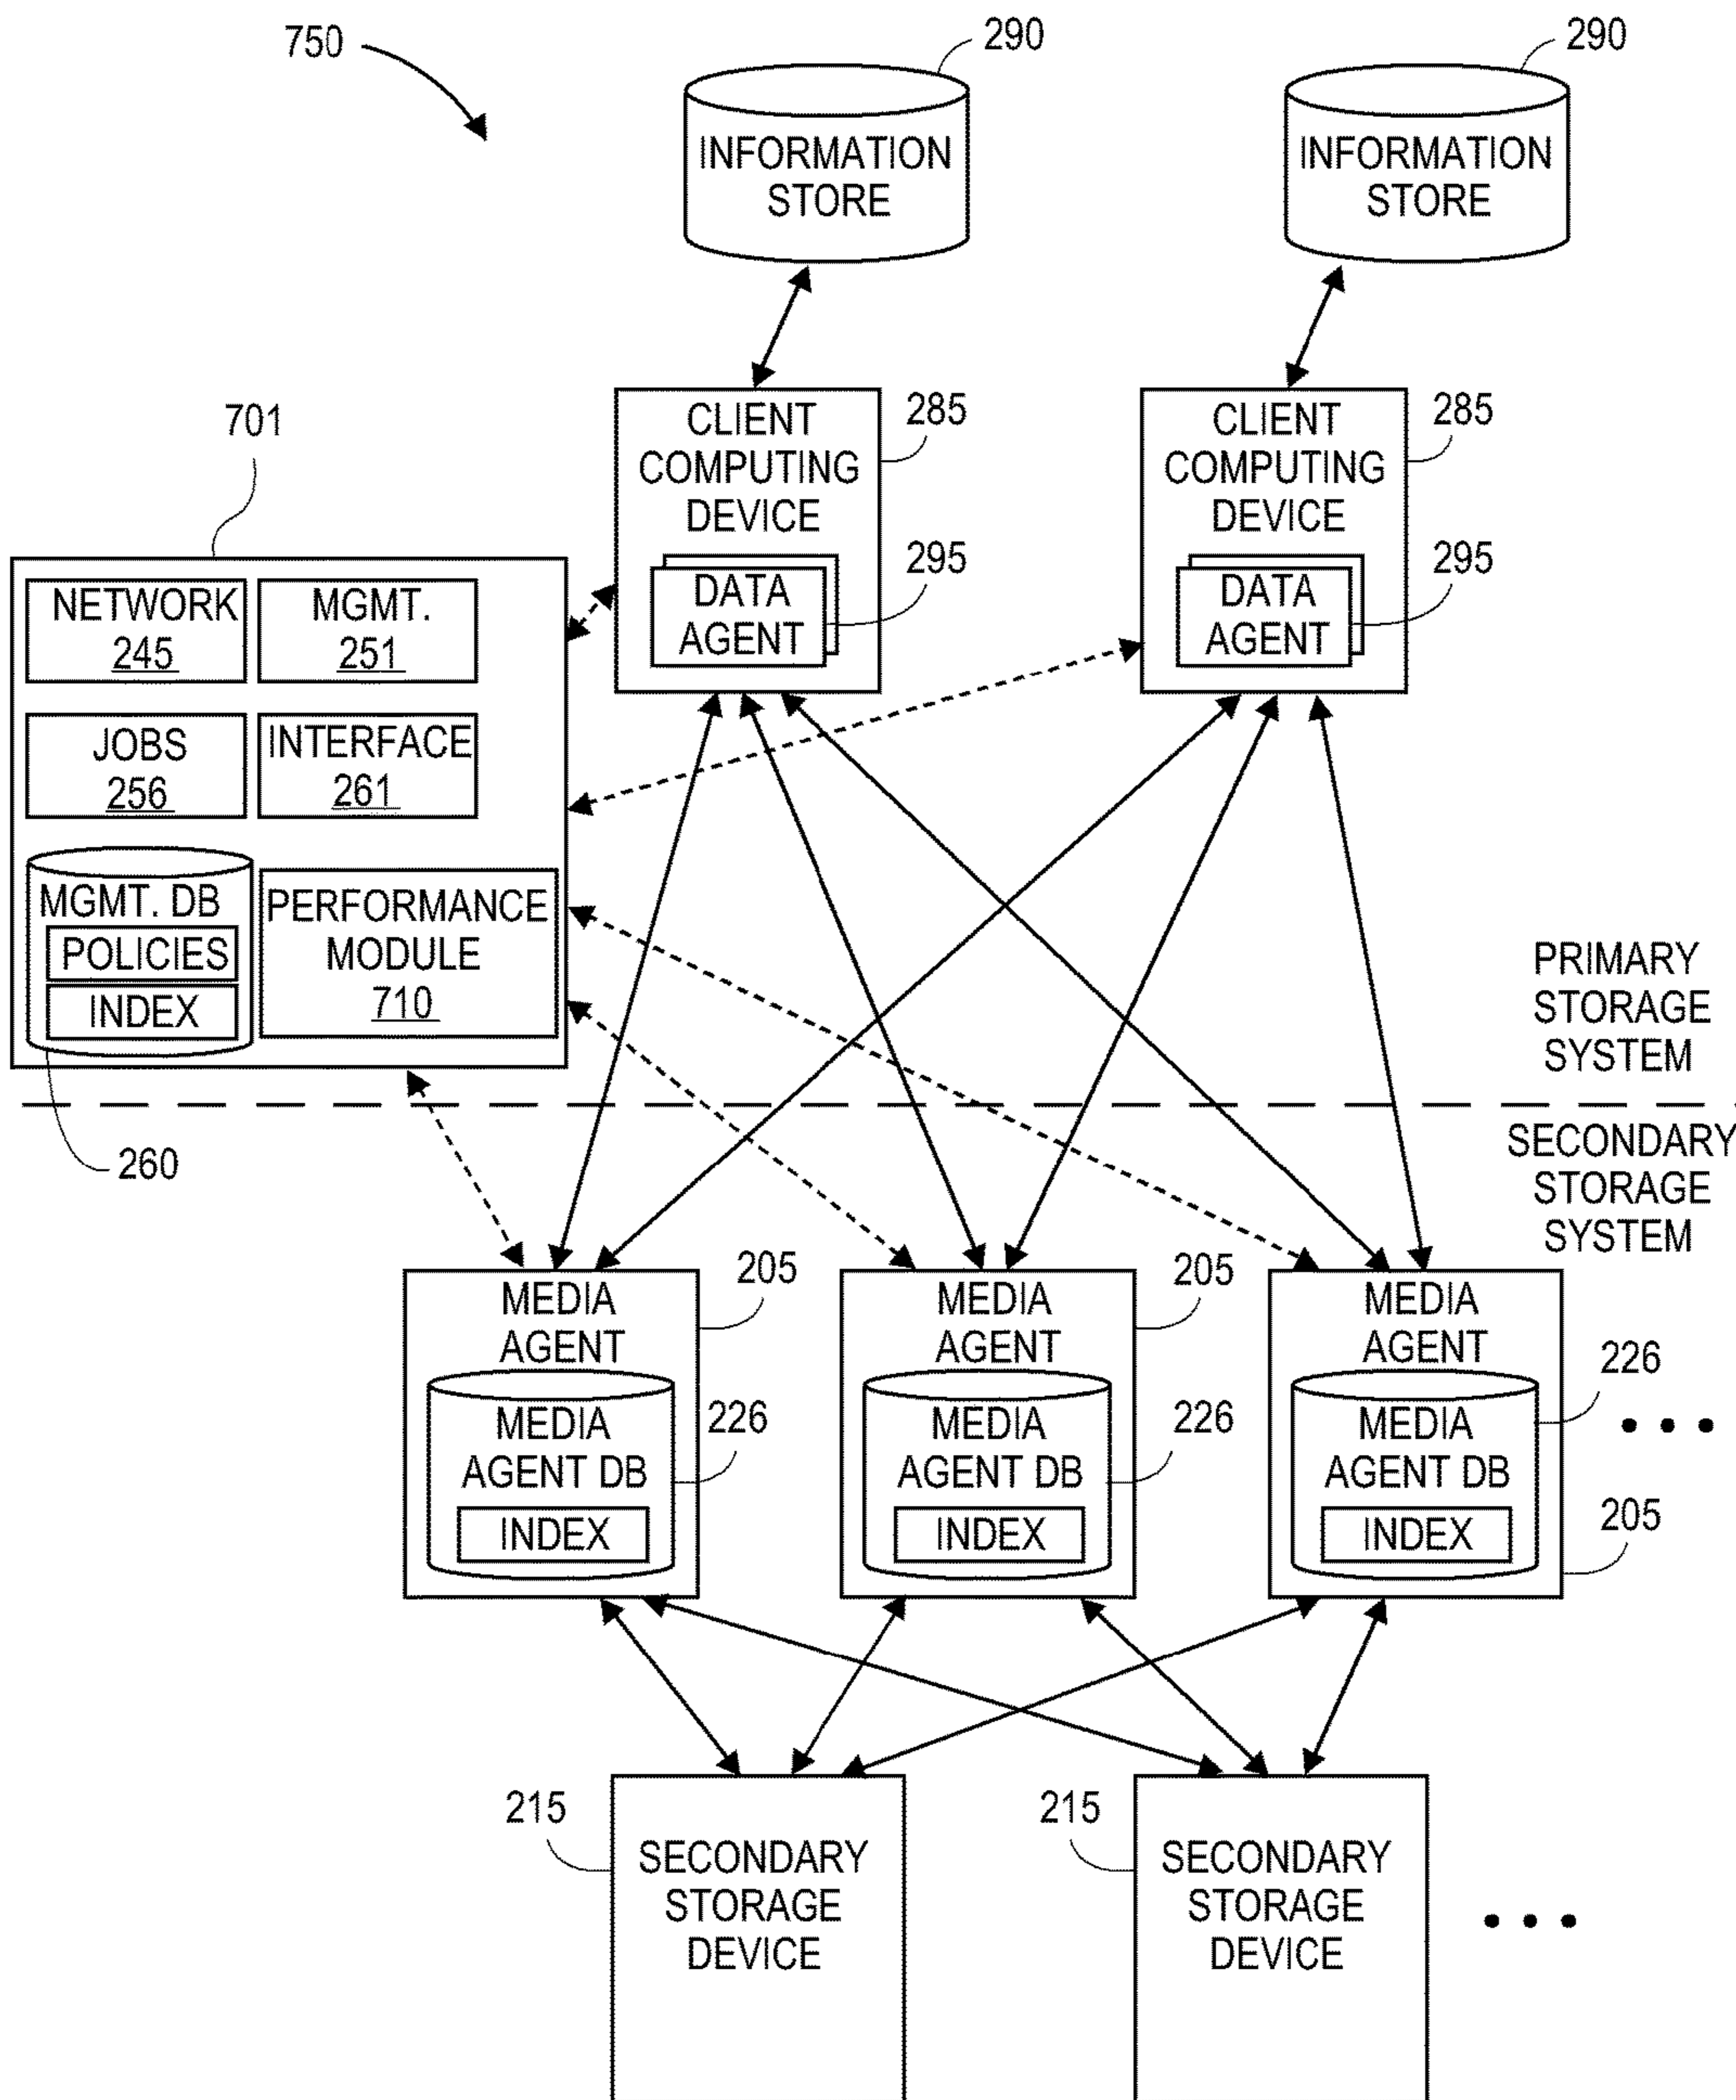 750
290
290
INFORMATION
STORE
INFORMATION
STORE
701
CLIENT
COMPUTING
DEVICE
285
DATA
AGENT
295
CLIENT
COMPUTING
DEVICE
285
DATA
AGENT
295
NETWORK
245
MGMT.
251
JOBS
256
INTERFACE
261
MGMT. DB
POLICIES
INDEX
PERFORMANCE
MODULE
710
260
PRIMARY
STORAGE
SYSTEM
SECONDARY
STORAGE
SYSTEM
MEDIA
AGENT
205
MEDIA
AGENT DB
226
INDEX
MEDIA
AGENT
205
MEDIA
AGENT DB
226
INDEX
MEDIA
AGENT
226
MEDIA
AGENT DB
INDEX
205
• • •
215
SECONDARY
STORAGE
DEVICE
215
SECONDARY
STORAGE
DEVICE
• • •